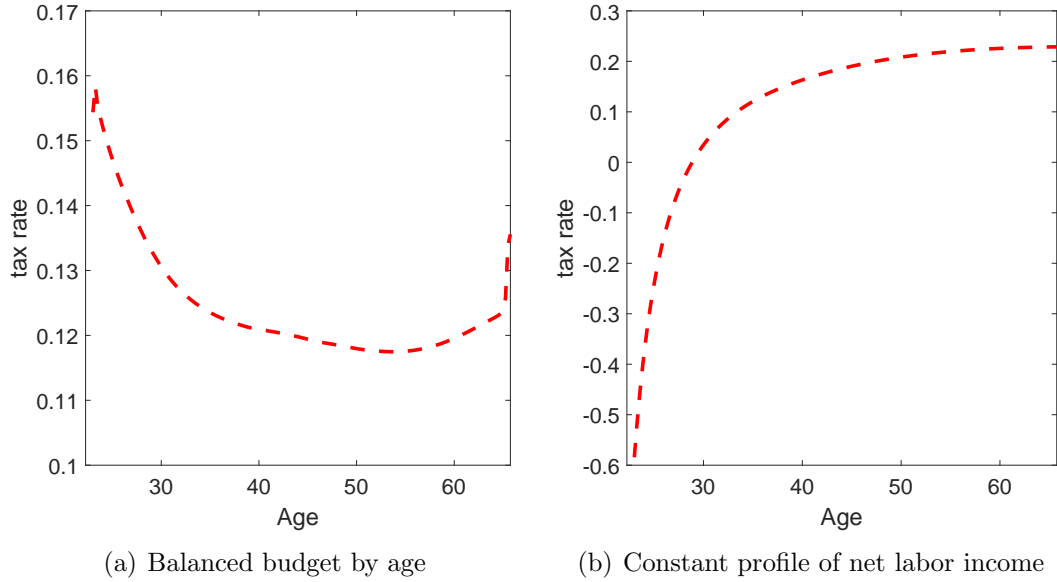 0.17
0.16
0.15
0.14
0.13
0.12
0.11
0.1
tax rate
30 40 50 60
Age
(a) Balanced budget by age
0.3
0.2
0.1
0
-0.1
-0.2
-0.3
-0.4
-0.5
-0.6
tax rate
30 40 50 60
Age
(b) Constant profile of net labor income